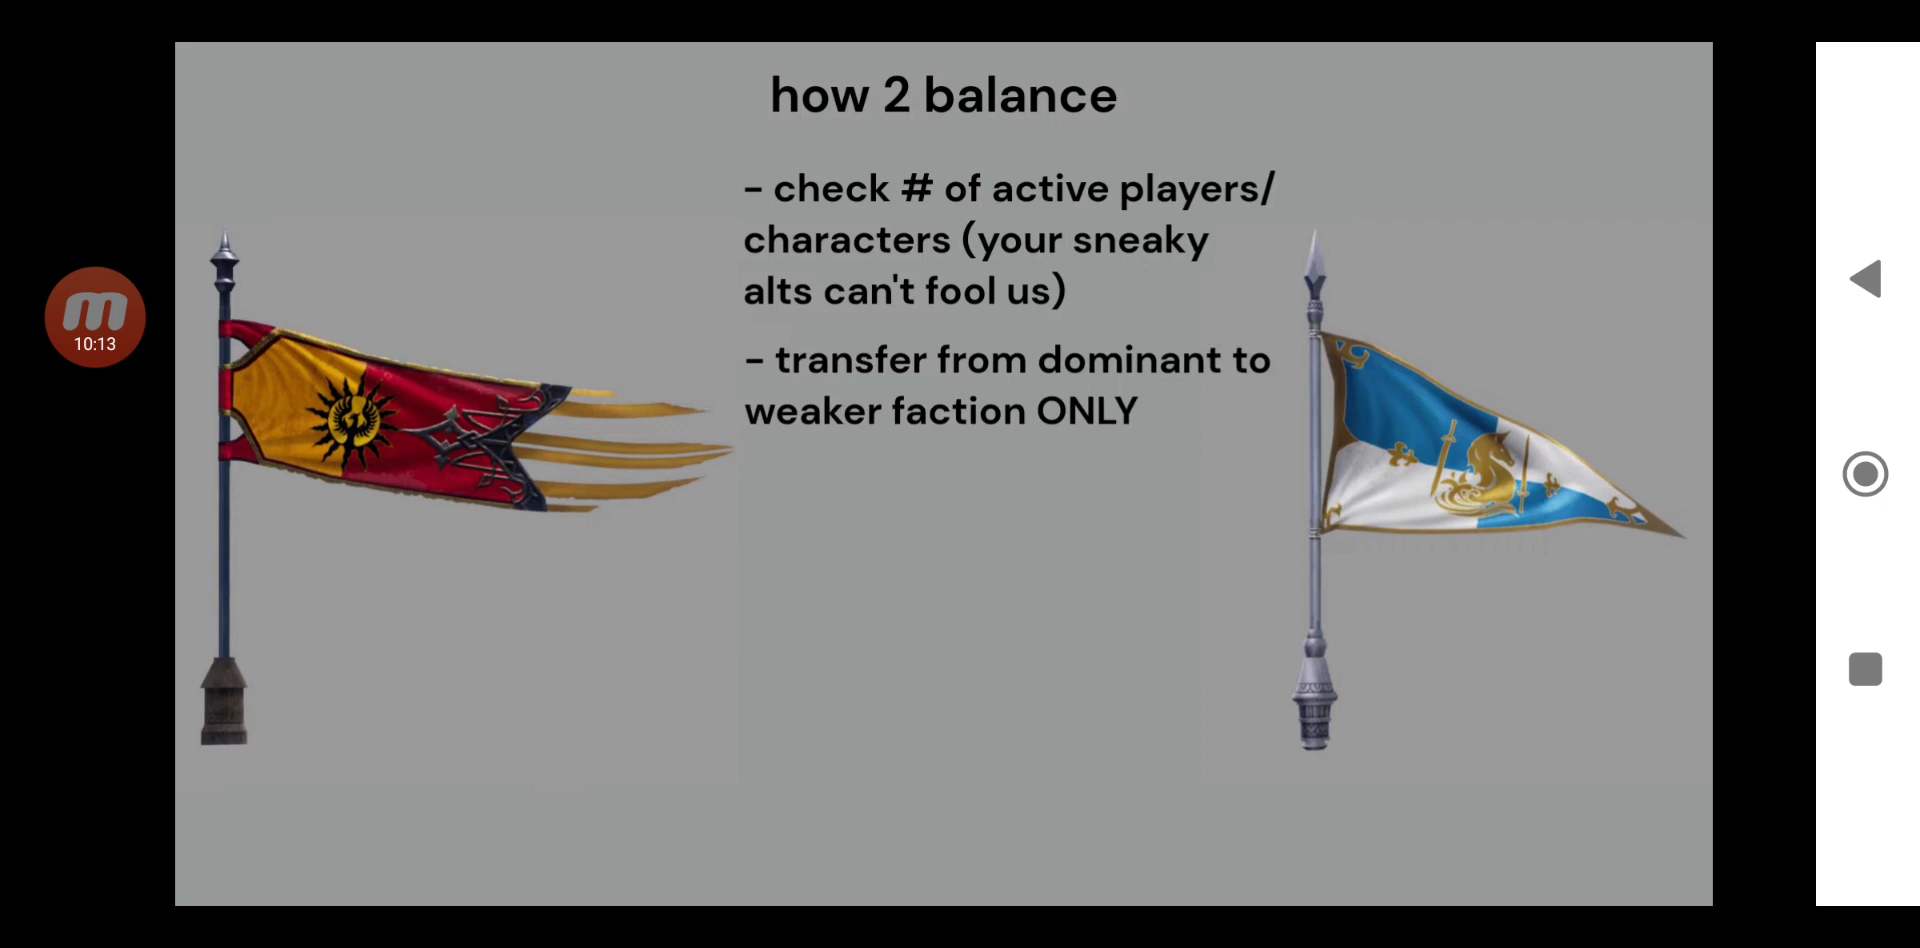 how 2 balance
- check # of active players/
characters (your sneaky
alts can't fool us)
- transfer from dominant to
weaker faction ONLY
10:13